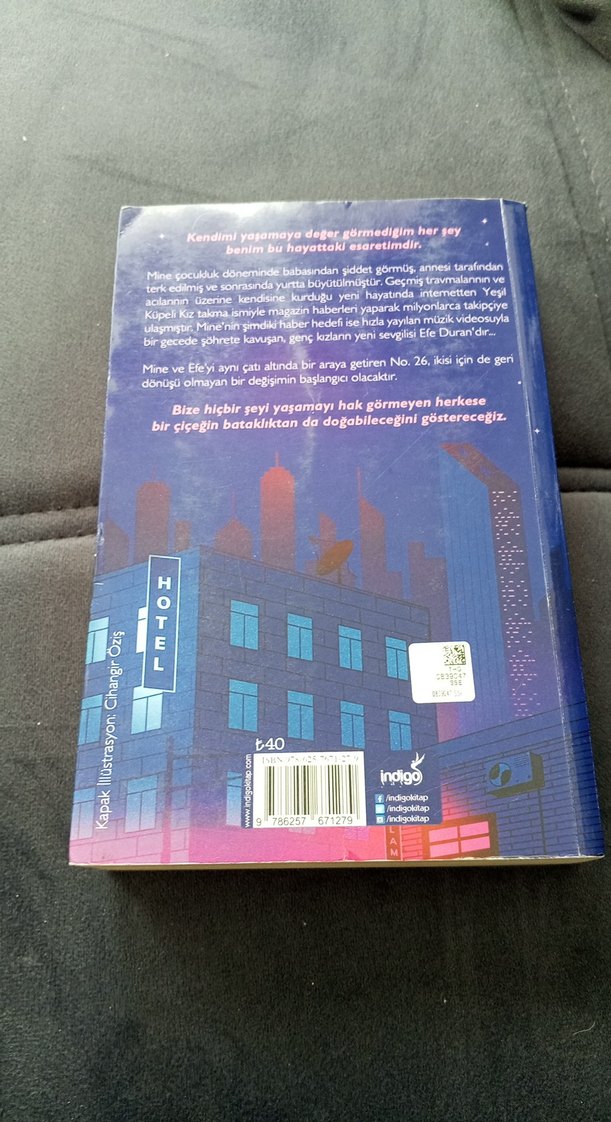 Kendimi yaşamaya değer görmediğim her şey
benim bu hayattaki esaretimdir.
Mine çocukluk döneminde babasından şiddet görmüş, annesi tarafından
terk edilmiş ve sonrasında yurtta büyütülmüştür. Geçmiş travmalarının ve
acılarının üzerine kendisine kurduğu yeni hayatında internetten Yeşil
Küpeli Kız takma ismiyle magazin haberleri yaparak milyonlarca takipçiye
ulaşmıştır. Mine'nin şimdiki haber hedefi ise hızla yayılan müzik videosuyla
bir gecede şöhrete kavuşan, genç kızların yeni sevgilisi Efe Duran'dır...
Mine ve Efe'yi aynı çatı altında bir araya getiren No. 26, ikisi için de geri
dönüşü olmayan bir değişimin başlangıcı olacaktır.
Bize hiçbir şeyi yaşamayı hak görmeyen herkese
bir çiçeğin bataklıktan da doğabileceğini göstereceğiz.
HOTEL
Kapak İllüstrasyon: Cihangir Öziş
₺40
www.indigokitap.com
9 786257 671279
indigo
/indigokitap
/indigokitap
/indigokitap
LAM